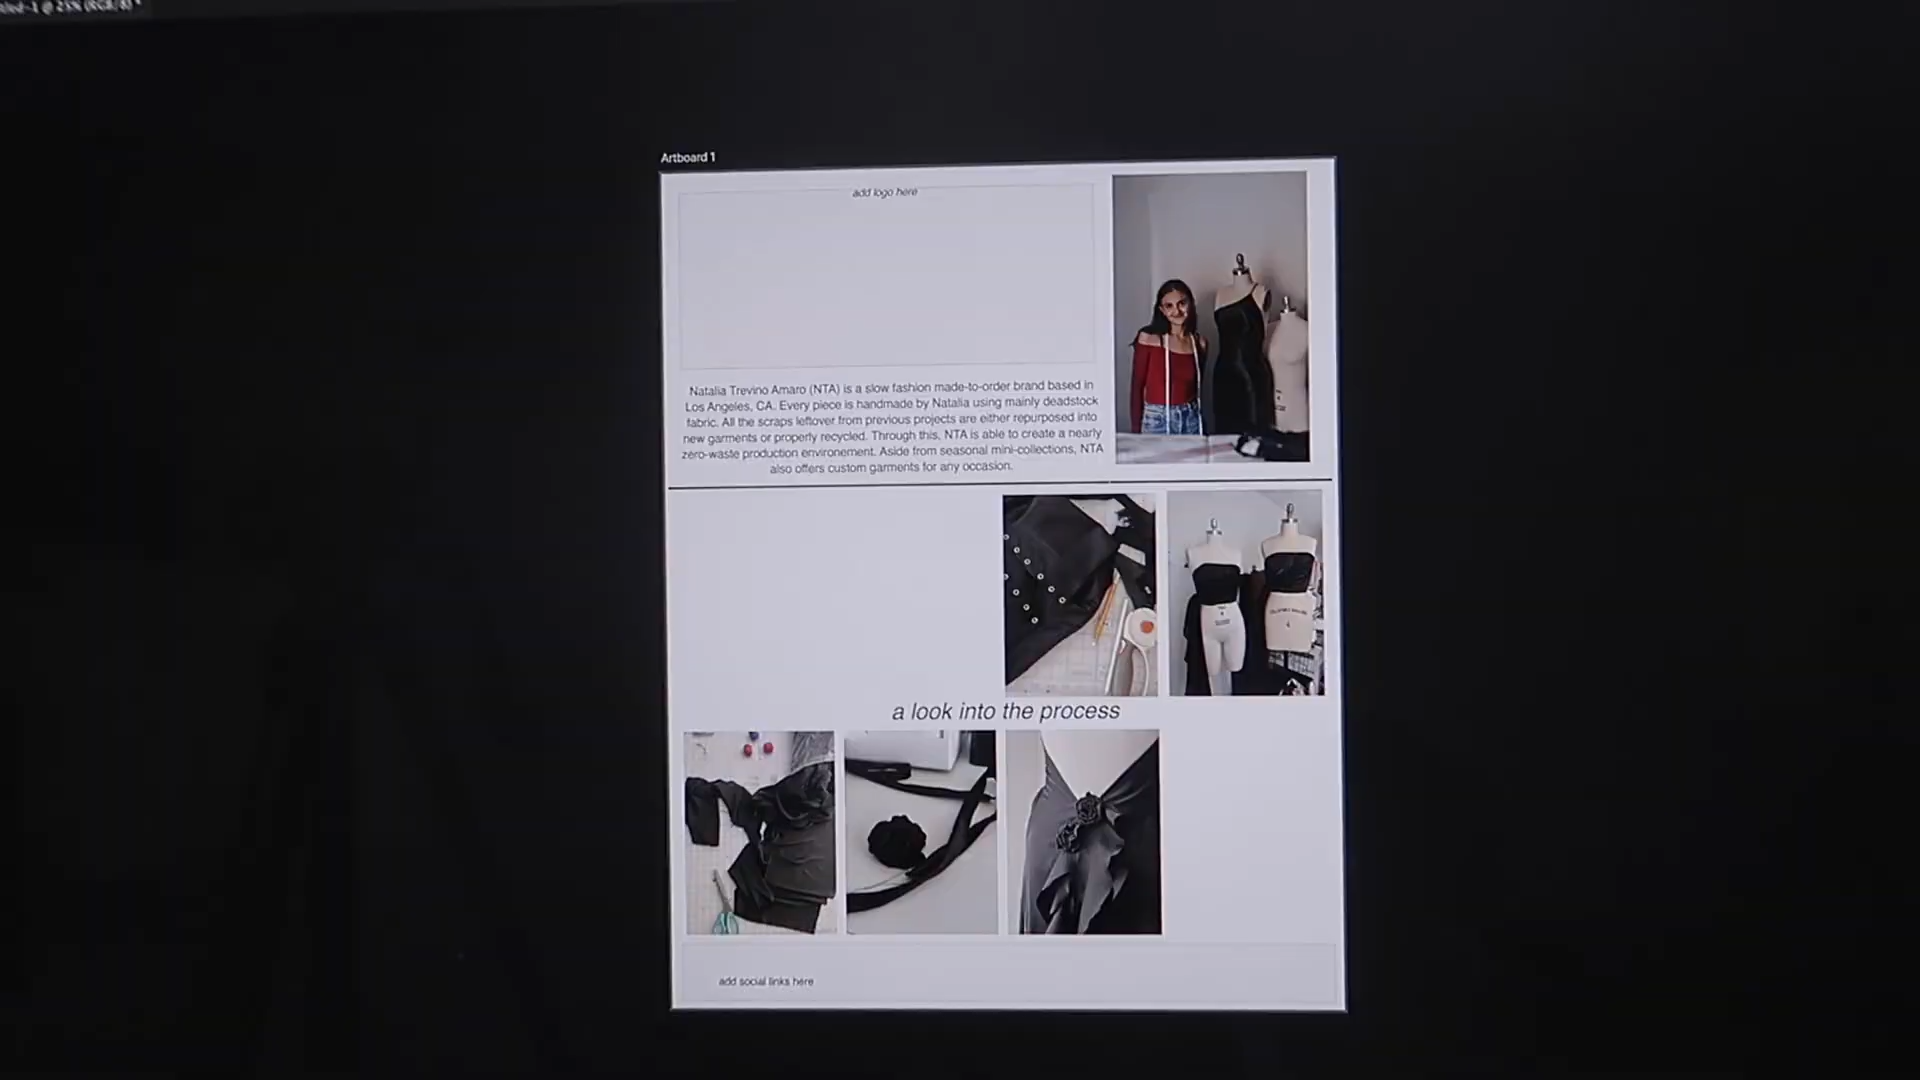 Artboard 1
add logo here
Natalia Trevino Amaro (NTA) is a slow fashion made-to-order brand based in
Los Angeles, CA. Every piece is handmade by Natalia using mainly deadstock
fabric. All the scraps leftover from previous projects are either repurposed into
new garments or properly recycled. Through this, NTA is able to create a nearly
zero-waste production environement. Aside from seasonal mini-collections, NTA
also offers custom garments for any occasion.
a look into the process
add social links here